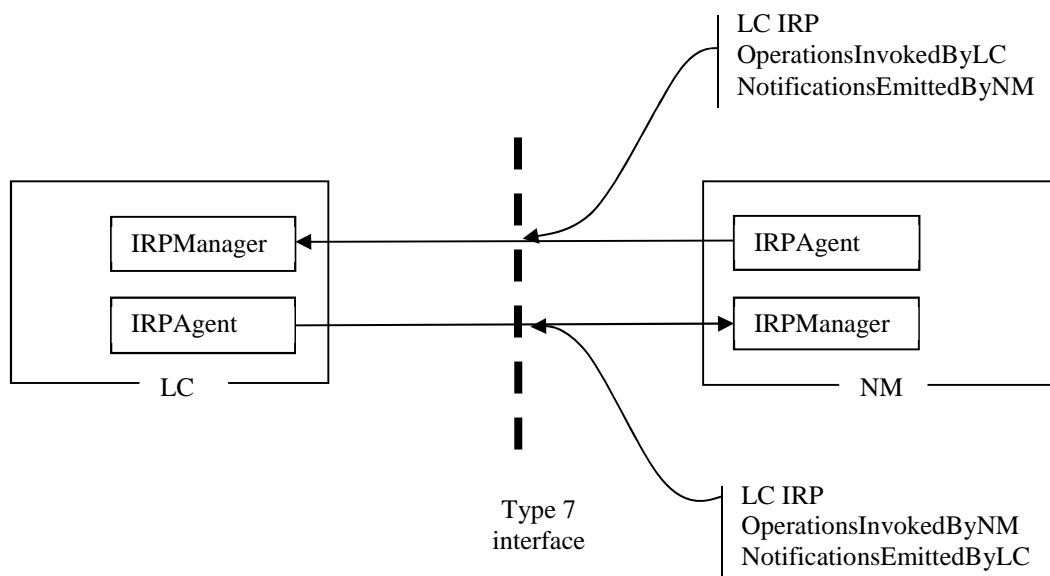 LC IRP
OperationsInvokedByLC
NotificationsEmittedByNM
IRPManager
IRPAgent
IRPAgent
IRPManager
LC
NM
Type 7
interface
LC IRP
OperationsInvokedByNM
NotificationsEmittedByLC